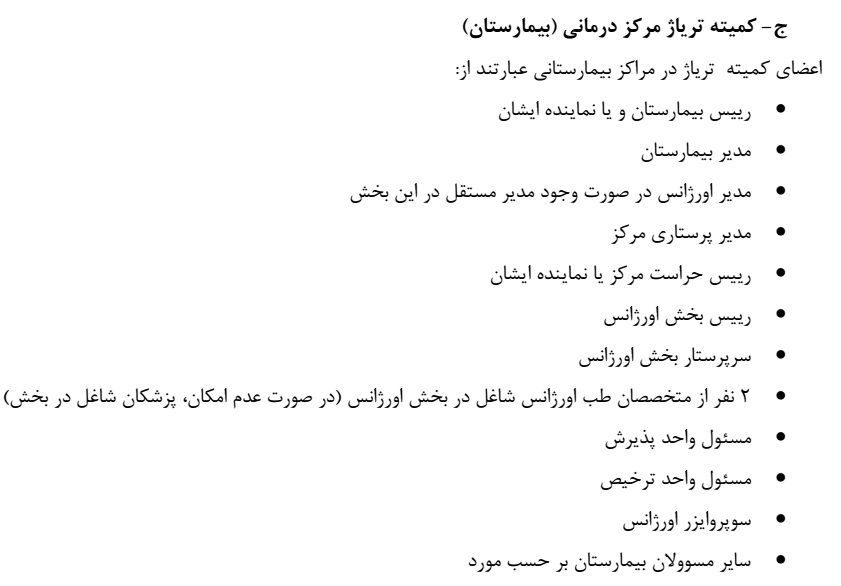 ج- کمیته تریاژ مرکز درمانی (بیمارستان)
اعضای کمیته تریاژ در مراکز بیمارستانی عبارتند از:
• رییس بیمارستان و یا نماینده ایشان
• مدیر بیمارستان
• مدیر اورژانس در صورت وجود مدیر مستقل در این بخش
• مدیر پرستاری مرکز
• رییس حراست مرکز یا نماینده ایشان
• رییس بخش اورژانس
• سرپرستار بخش اورژانس
• ۲ نفر از متخصصان طب اورژانس شاغل در بخش اورژانس (در صورت عدم امکان، پزشکان شاغل در بخش)
• مسئول واحد پذیرش
• مسئول واحد ترخیص
• سوپروایزر اورژانس
• سایر مسوولان بیمارستان بر حسب مورد